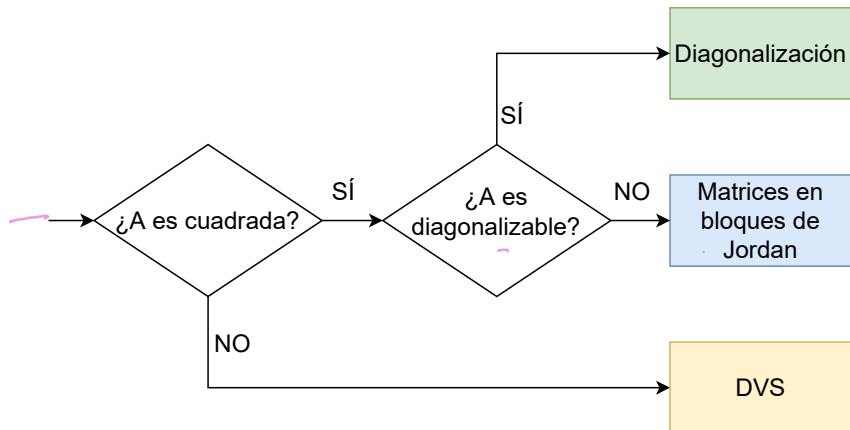 Diagonalización
SÍ
¿A es cuadrada?
SÍ
¿A es
diagonalizable?
NO
Matrices en
bloques de
Jordan
NO
DVS